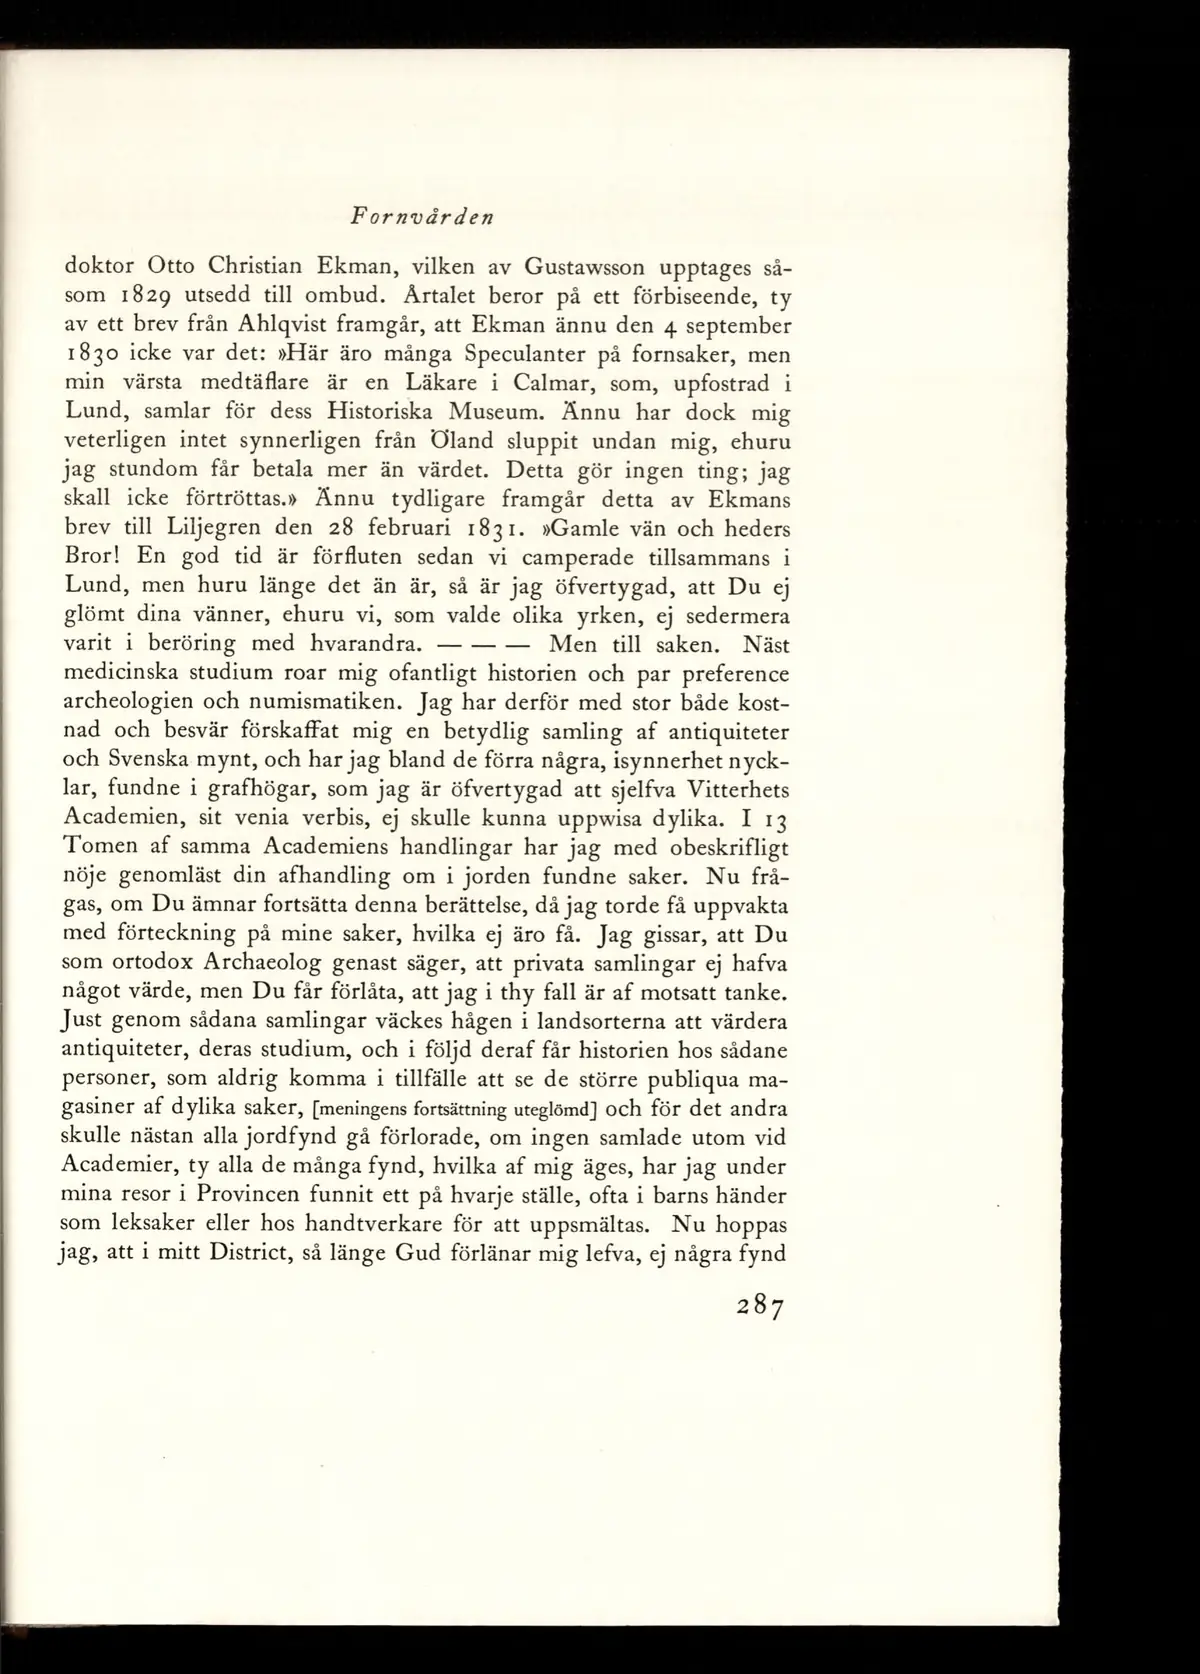 Fornvården
doktor Otto Christian Ekman, vilken av Gustawsson upptages så-
som 1829 utsedd till ombud. Årtalet beror på ett förbiseende, ty
av ett brev från Ahlqvist framgår, att Ekman ännu den 4 september
1830 icke var det: »Här äro många Speculanter på fornsaker, men
min värsta medtäflare är en Läkare i Calmar, som, upfostrad i
Lund, samlar för dess Historiska Museum. Ännu har dock mig
veterligen intet synnerligen från Öland sluppit undan mig, ehuru
jag stundom får betala mer än värdet. Detta gör ingen ting; jag
skall icke förtröttas.» Ännu tydligare framgår detta av Ekmans
brev till Liljegren den 28 februari 1831. »Gamle vän och heders
Bror! En god tid är förfluten sedan vi camperade tillsammans i
Lund, men huru länge det än är, så är jag öfvertygad, att Du ej
glömt dina vänner, ehuru vi, som valde olika yrken, ej sedermera
varit i beröring med hvarandra. — — — Men till saken. Näst
medicinska studium roar mig ofantligt historien och par preference
archeologien och numismatiken. Jag har derför med stor både kost-
nad och besvär förskaffat mig en betydlig samling af antiquiteter
och Svenska mynt, och har jag bland de förra några, isynnerhet nyck-
lar, fundne i grafhögar, som jag är öfvertygad att sjelfva Vitterhets
Academien, sit venia verbis, ej skulle kunna uppwisa dylika. I 13
Tomen af samma Academiens handlingar har jag med obeskrifligt
nöje genomläst din afhandling om i jorden fundne saker. Nu frå-
gas, om Du ämnar fortsätta denna berättelse, då jag torde få uppvakta
med förteckning på mine saker, hvilka ej äro få. Jag gissar, att Du
som ortodox Archaeolog genast säger, att privata samlingar ej hafva
något värde, men Du får förlåta, att jag i thy fall är af motsatt tanke.
Just genom sådana samlingar väckes hågen i landsorterna att värdera
antiquiteter, deras studium, och i följd deraf får historien hos sådane
personer, som aldrig komma i tillfälle att se de större publiqua ma-
gasiner af dylika saker, [meningens fortsättning uteglömd] och för det andra
skulle nästan alla jordfynd gå förlorade, om ingen samlade utom vid
Academier, ty alla de många fynd, hvilka af mig äges, har jag under
mina resor i Provincen funnit ett på hvarje ställe, ofta i barns händer
som leksaker eller hos handtverkare för att uppsmältas. Nu hoppas
jag, att i mitt District, så länge Gud förlänar mig lefva, ej några fynd
287